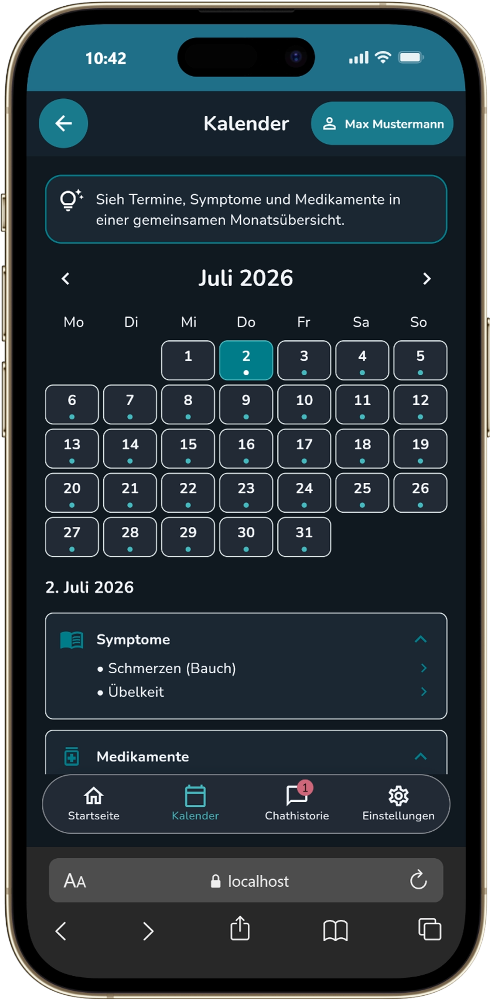 10:42
Kalender
Max Mustermann
Sieh Termine, Symptome und Medikamente in
einer gemeinsamen Monatsübersicht.
Juli 2026
Mo Di Mi Do Fr Sa So
1 2 3 4 5
6 7 8 9 10 11 12
13 14 15 16 17 18 19
20 21 22 23 24 25 26
27 28 29 30 31
2. Juli 2026
Symptome
• Schmerzen (Bauch)
• Übelkeit
Medikamente
1
Startseite Kalender Chathistorie Einstellungen
AA localhost